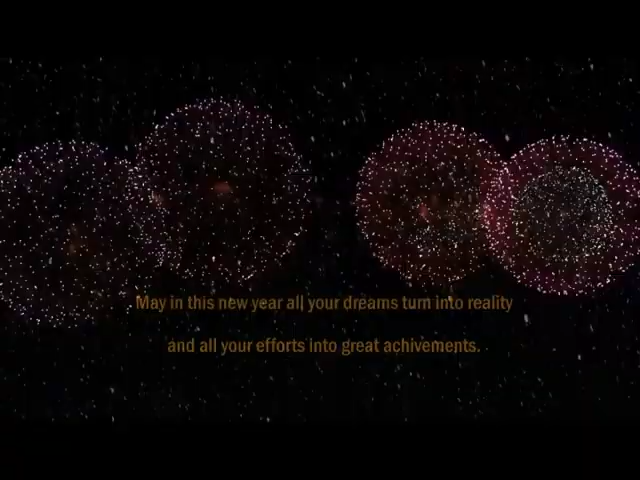 May in this new year all your dreams turn into reality
and all your efforts into great achivements.